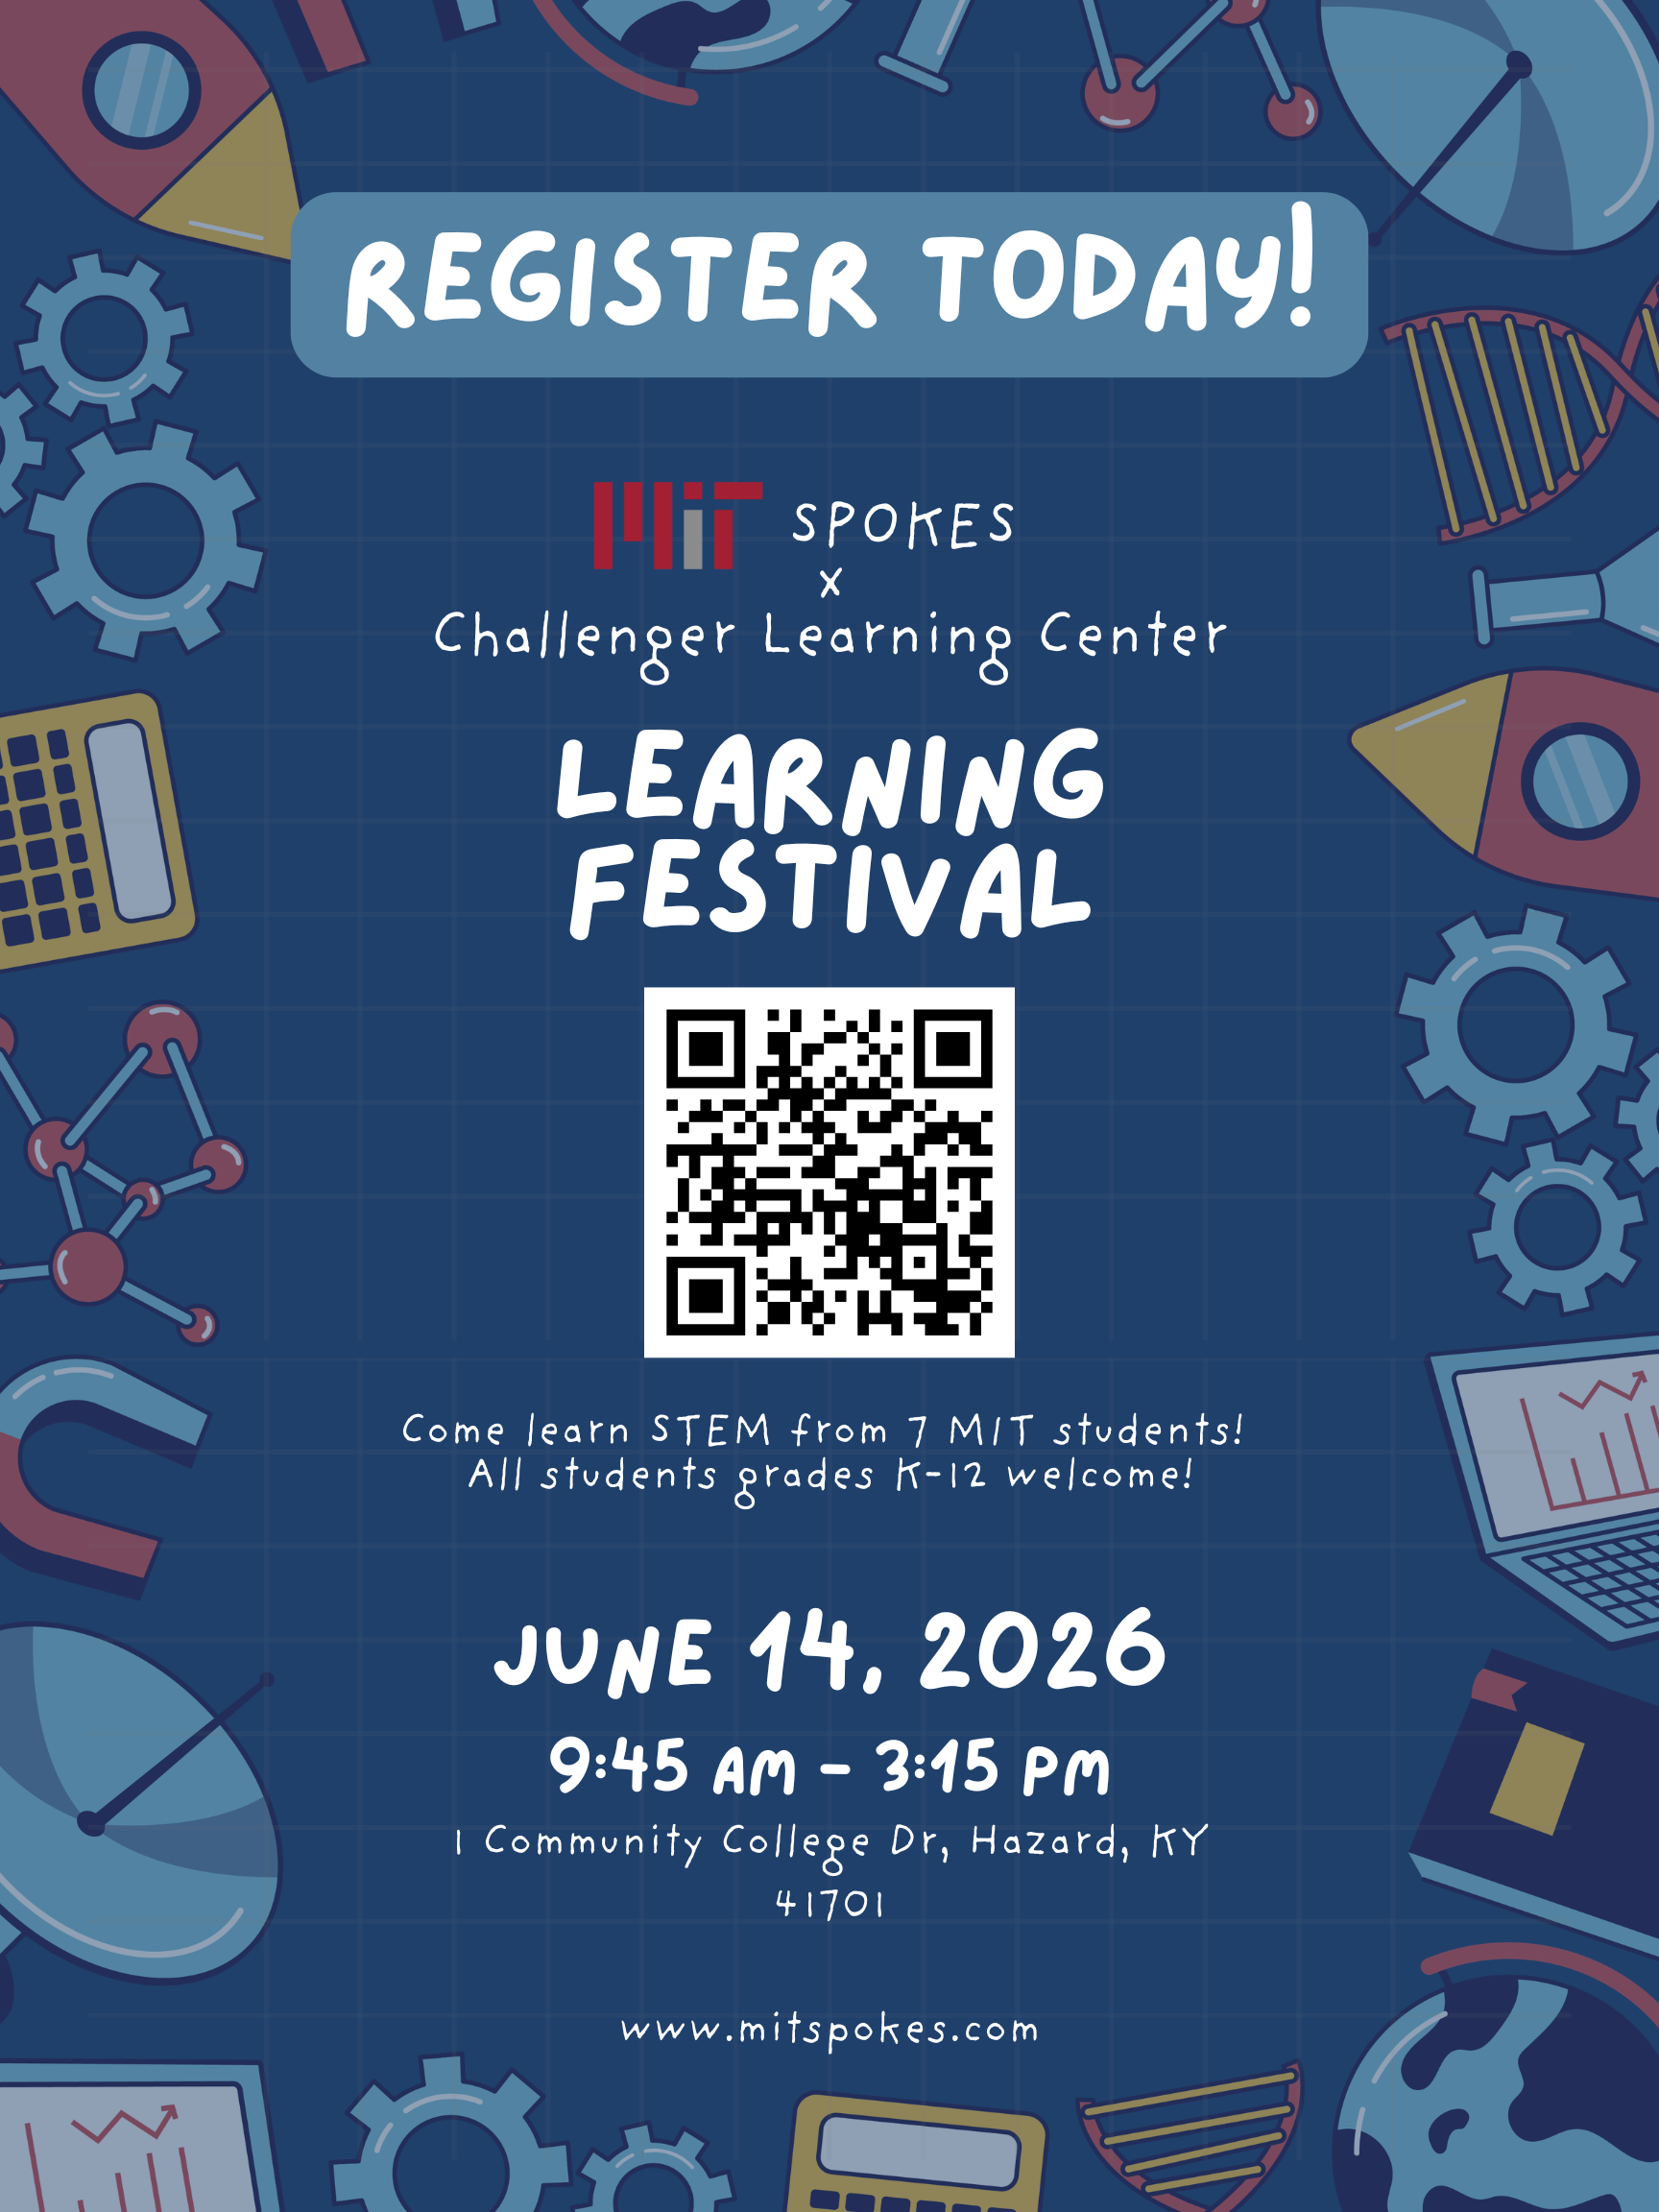 REGISTER TODAY!
MIT SPOKES
x
Challenger Learning Center
LEARNING
FESTIVAL
Come learn STEM from 7 MIT students!
All students grades K-12 welcome!
JUNE 14, 2026
9:45 AM - 3:15 PM
1 Community College Dr, Hazard, KY
41701
www.mitspokes.com